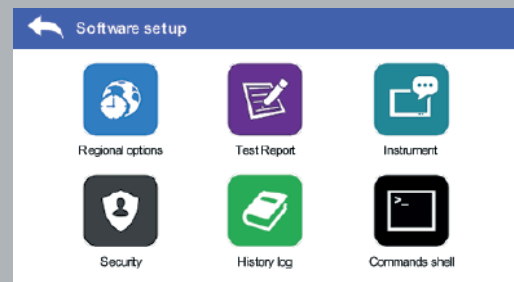 Software setup
Regional options
Test Report
Instrument
Security
History log
>_
Commands shell